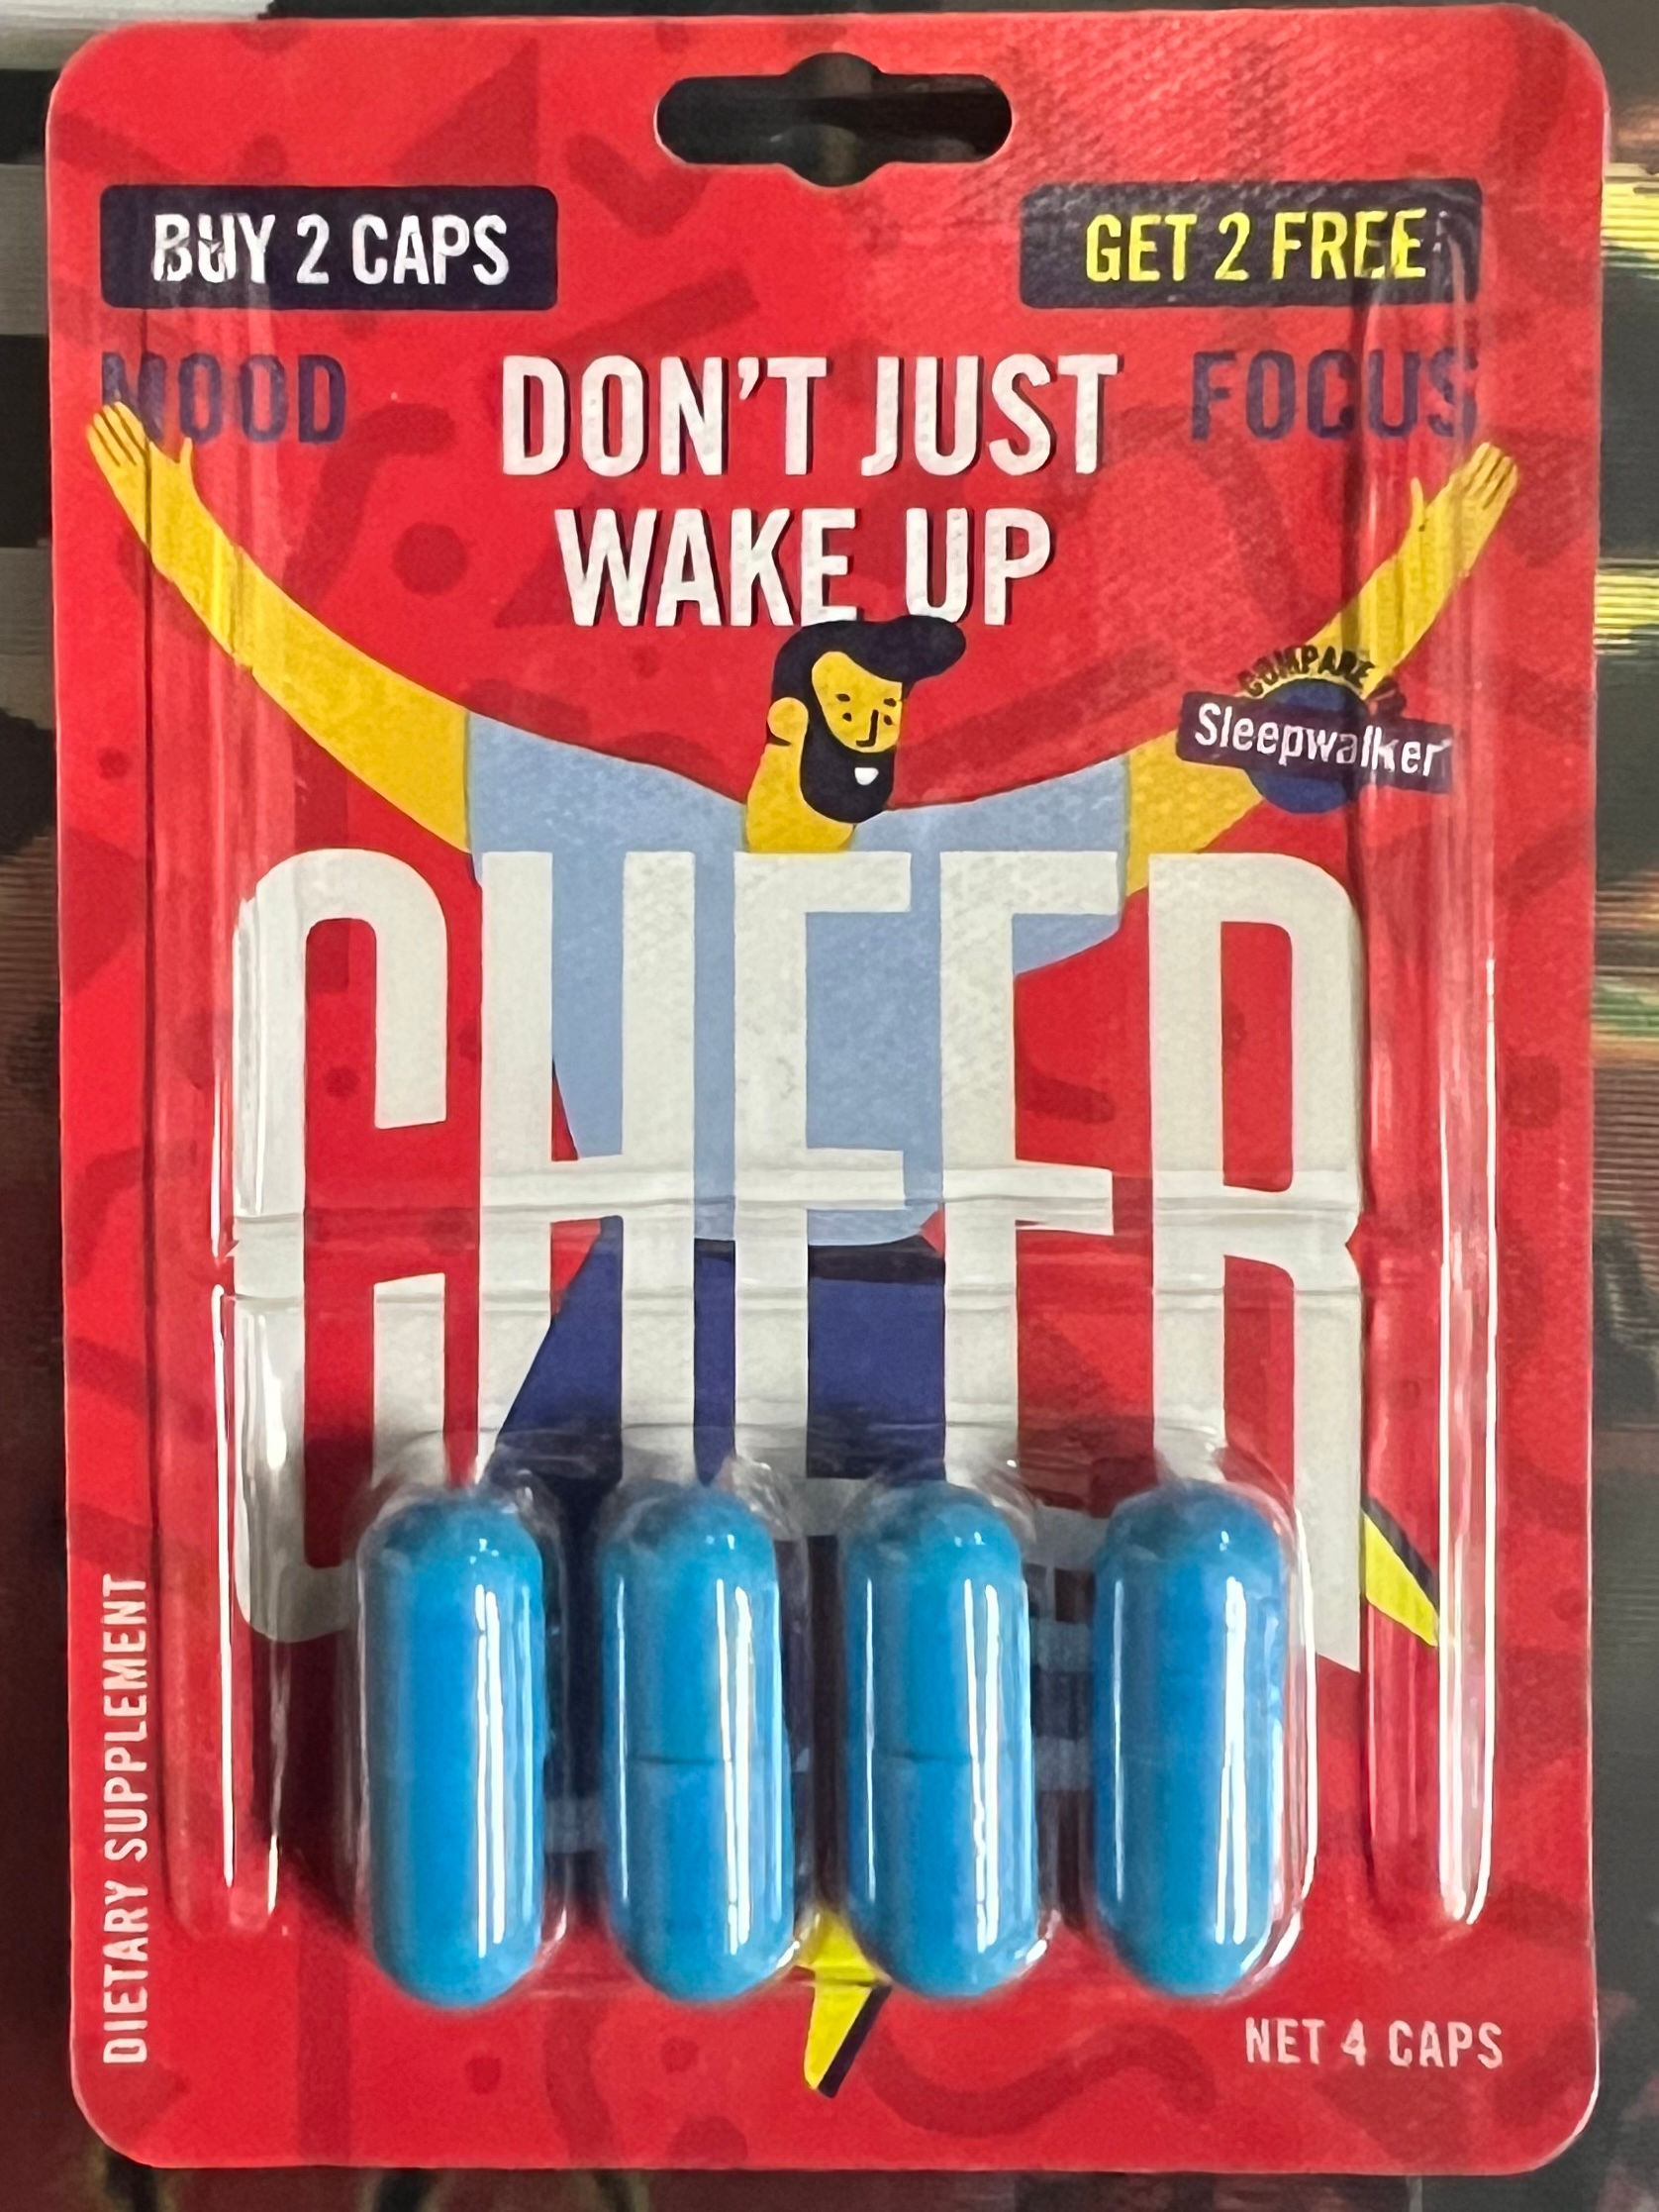 BUY 2 CAPS
GET 2 FREE
MOOD
DON'T JUST
FOCUS
WAKE UP
COMPARE
Sleepwalker
CHEER
DIETARY SUPPLEMENT
NET 4 CAPS